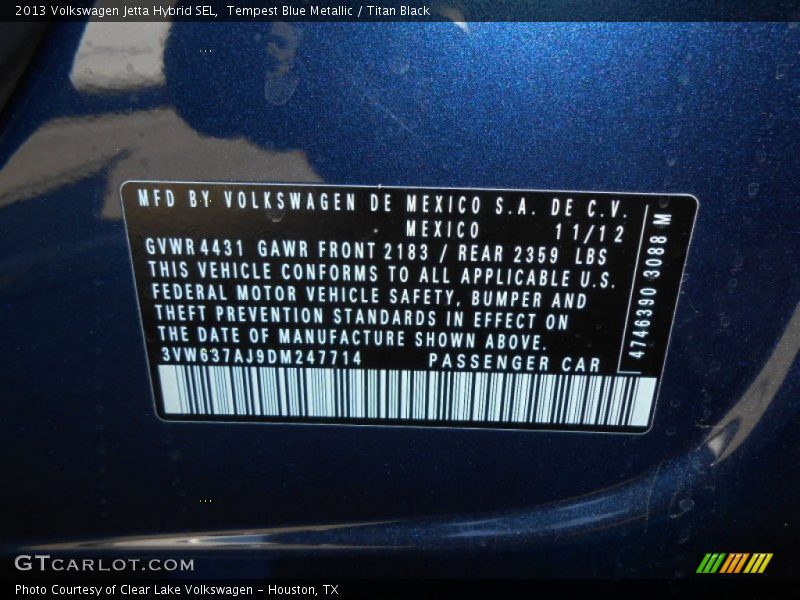 2013 Volkswagen Jetta Hybrid SEL, Tempest Blue Metallic / Titan Black
MFD BY VOLKSWAGEN DE MEXICO S.A. DE C.V.
MEXICO 11/12
GVWR 4431 GAWR FRONT 2183 / REAR 2359 LBS
THIS VEHICLE CONFORMS TO ALL APPLICABLE U.S.
FEDERAL MOTOR VEHICLE SAFETY, BUMPER AND
THEFT PREVENTION STANDARDS IN EFFECT ON
THE DATE OF MANUFACTURE SHOWN ABOVE.
3VW637AJ9DM247714 PASSENGER CAR
4746390 3088 M
GTCARLOT.COM
Photo Courtesy of Clear Lake Volkswagen - Houston, TX